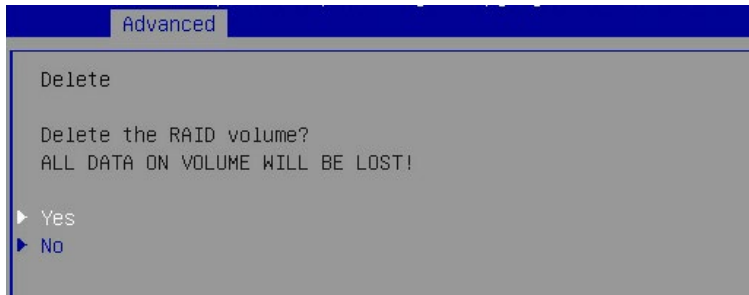 Advanced
Delete
Delete the RAID volume?
ALL DATA ON VOLUME WILL BE LOST!
Yes
No